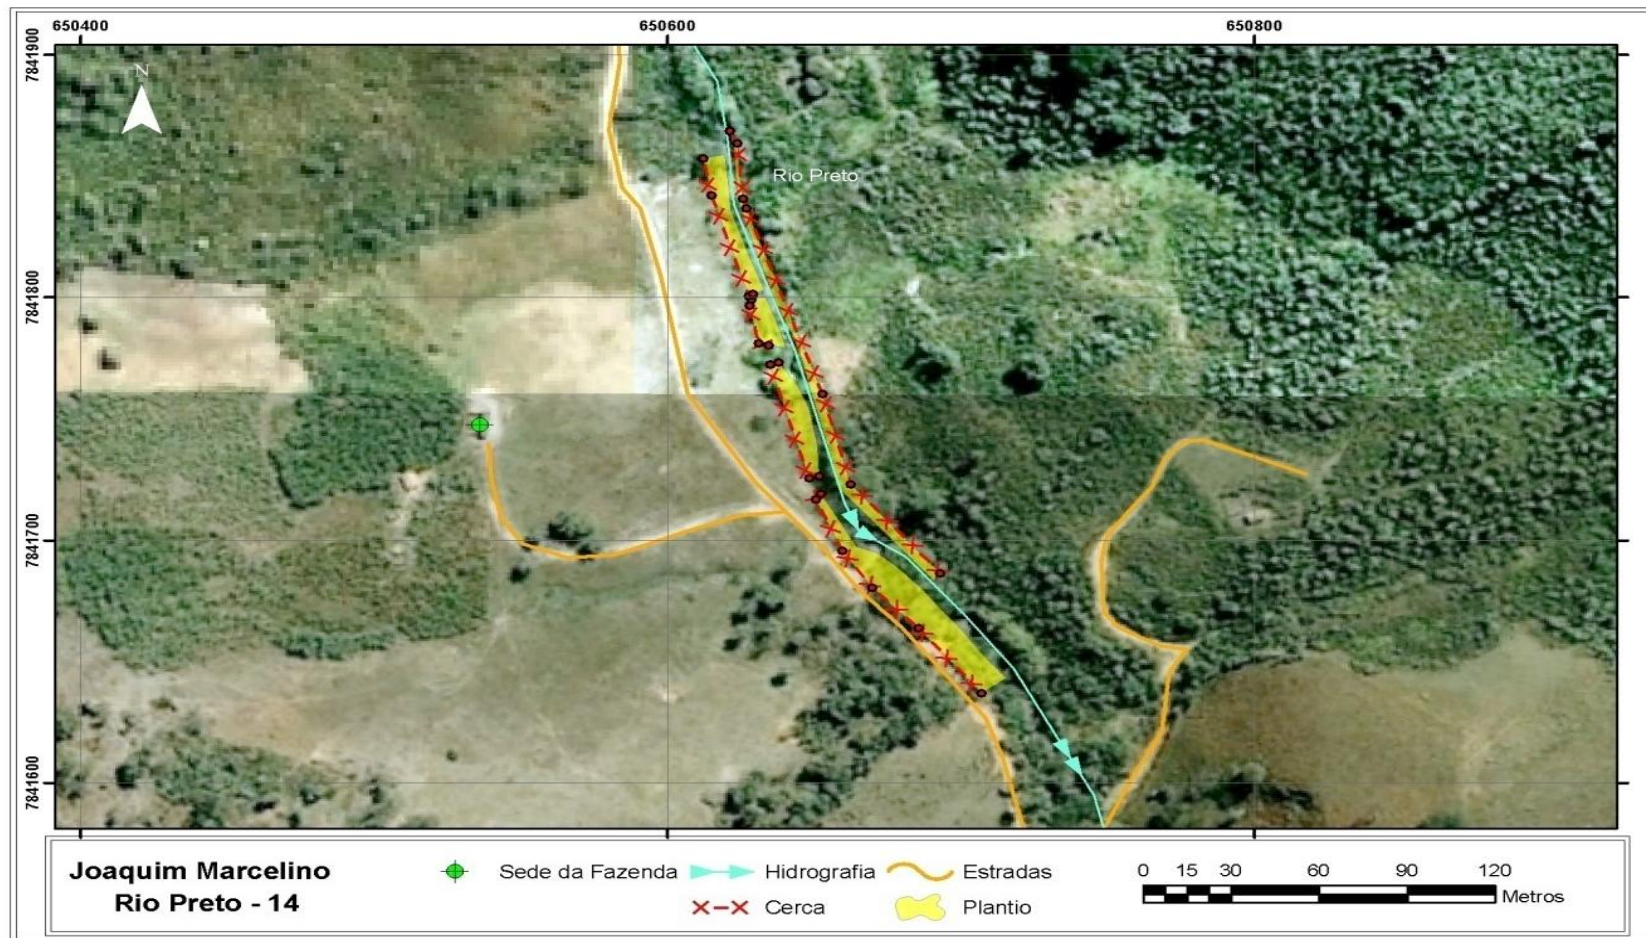 650400 650600 650800
7841900
N
Rio Preto
7841800
7841700
7841600
Joaquim Marcelino
Rio Preto - 14
Sede da Fazenda
Hidrografia
Estradas
Cerca
Plantio
0 15 30 60 90 120
Metros